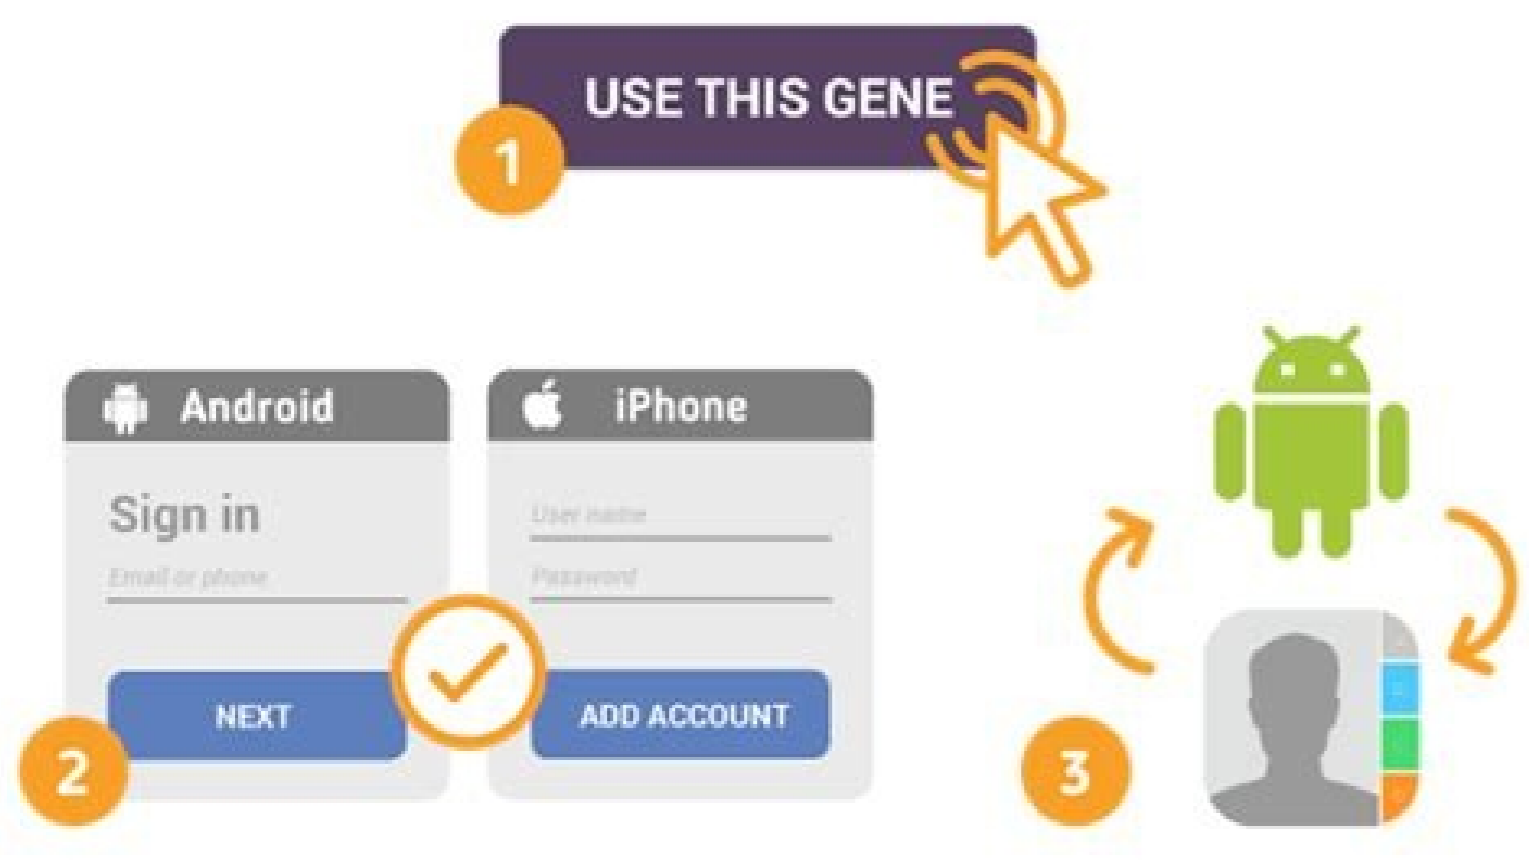 USE THIS GENE
1
Android
Sign in
Email or phone
NEXT
2
iPhone
User name
Password
ADD ACCOUNT
3